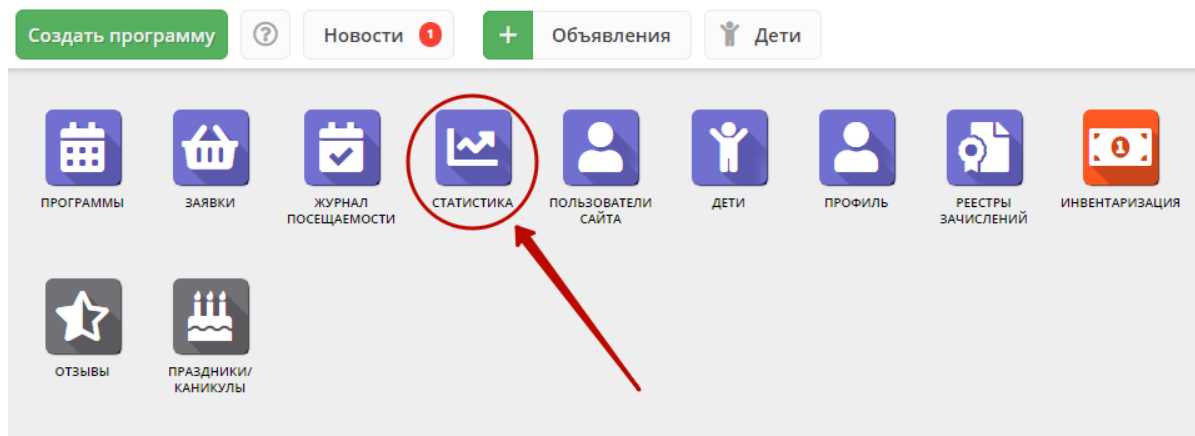 Создать программу
?
Новости 1
+ Объявления
Дети
ПРОГРАММЫ
ЗАЯВКИ
ЖУРНАЛ
ПОСЕЩАЕМОСТИ
СТАТИСТИКА
ПОЛЬЗОВАТЕЛИ
САЙТА
ДЕТИ
ПРОФИЛЬ
РЕЕСТРЫ
ЗАЧИСЛЕНИЙ
1
ИНВЕНТАРИЗАЦИЯ
ОТЗЫВЫ
ПРАЗДНИКИ/
КАНИКУЛЫ